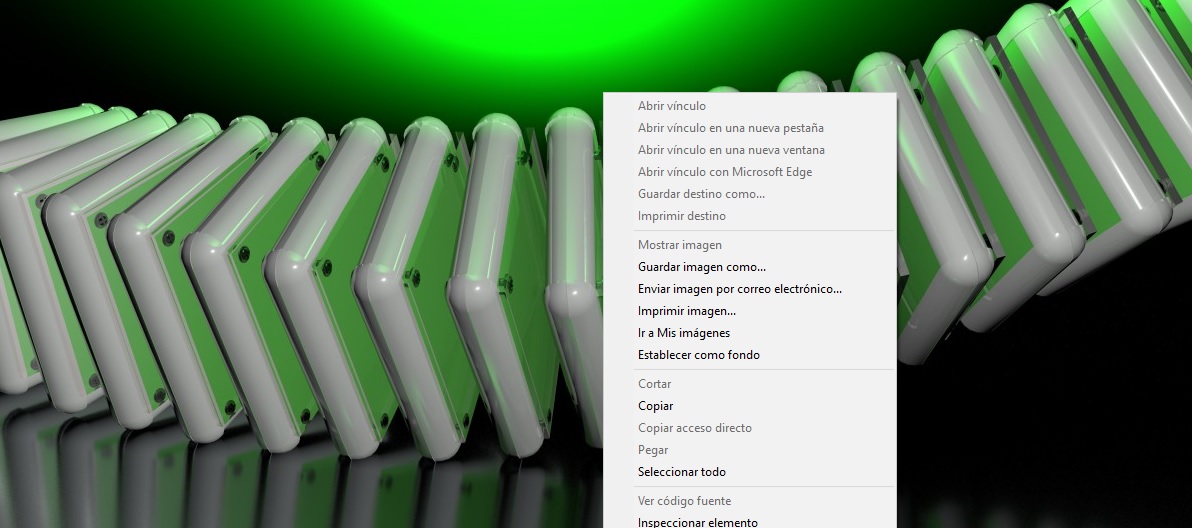 Abrir vínculo
Abrir vínculo en una nueva pestaña
Abrir vínculo en una nueva ventana
Abrir vínculo con Microsoft Edge
Guardar destino como...
Imprimir destino
Mostrar imagen
Guardar imagen como...
Enviar imagen por correo electrónico...
Imprimir imagen...
Ir a Mis imágenes
Establecer como fondo
Cortar
Copiar
Copiar acceso directo
Pegar
Seleccionar todo
Ver código fuente
Inspeccionar elemento